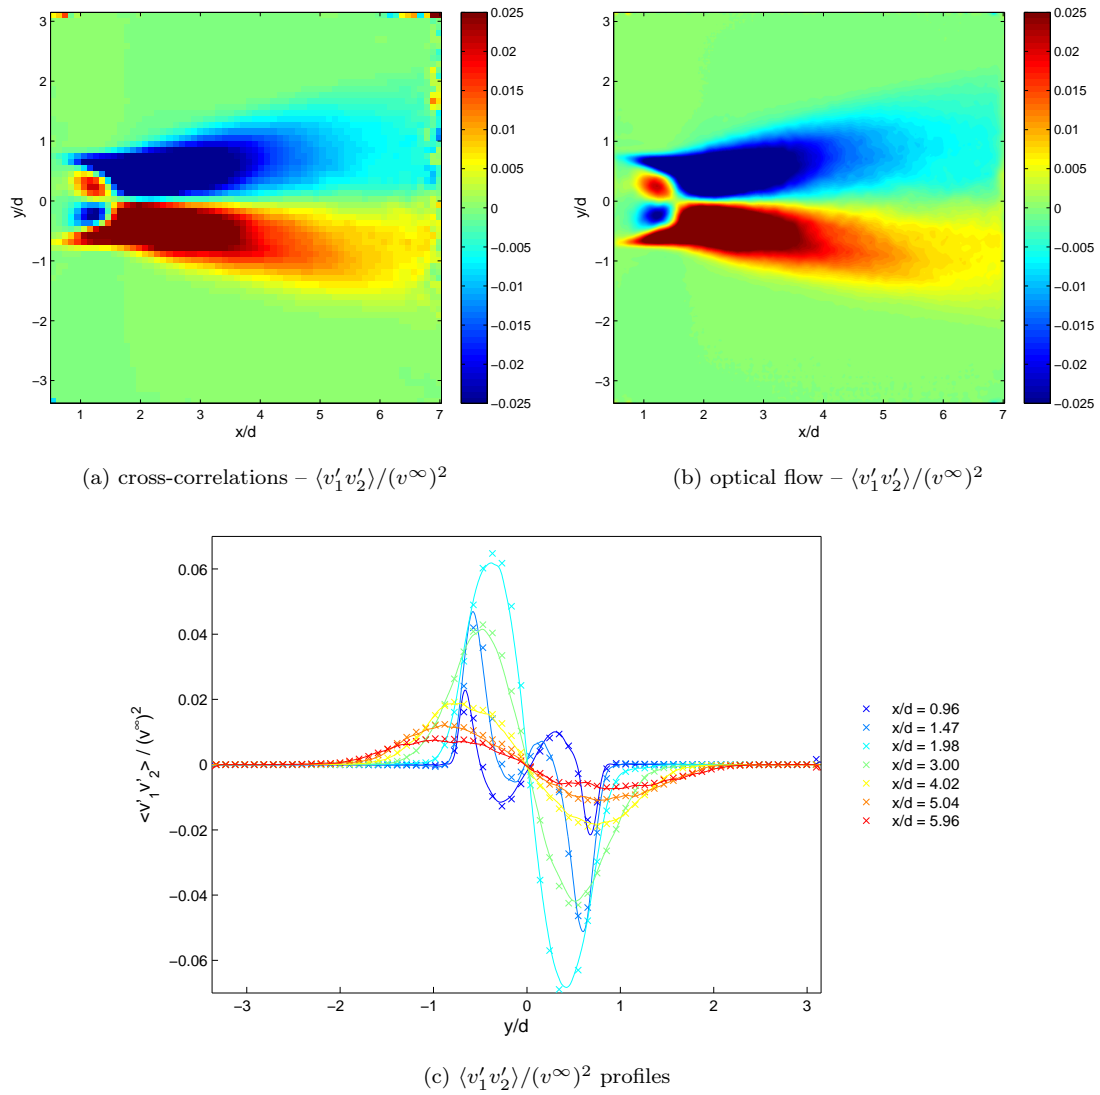 3
2
1
0
−1
−2
−3
y/d
1 2 3 4 5 6 7
x/d
0.025
0.02
0.015
0.01
0.005
0
−0.005
−0.01
−0.015
−0.02
−0.025
(a) cross-correlations – ⟨v′₁v′₂⟩/(v^∞)²
3
2
1
0
−1
−2
−3
y/d
1 2 3 4 5 6 7
x/d
0.025
0.02
0.015
0.01
0.005
0
−0.005
−0.01
−0.015
−0.02
−0.025
(b) optical flow – ⟨v′₁v′₂⟩/(v^∞)²
0.06
0.04
0.02
0
−0.02
−0.04
−0.06
<v'₁v'₂> / (v^∞)²
−3 −2 −1 0 1 2 3
y/d
x/d = 0.96
x/d = 1.47
x/d = 1.98
x/d = 3.00
x/d = 4.02
x/d = 5.04
x/d = 5.96
(c) ⟨v′₁v′₂⟩/(v^∞)² profiles